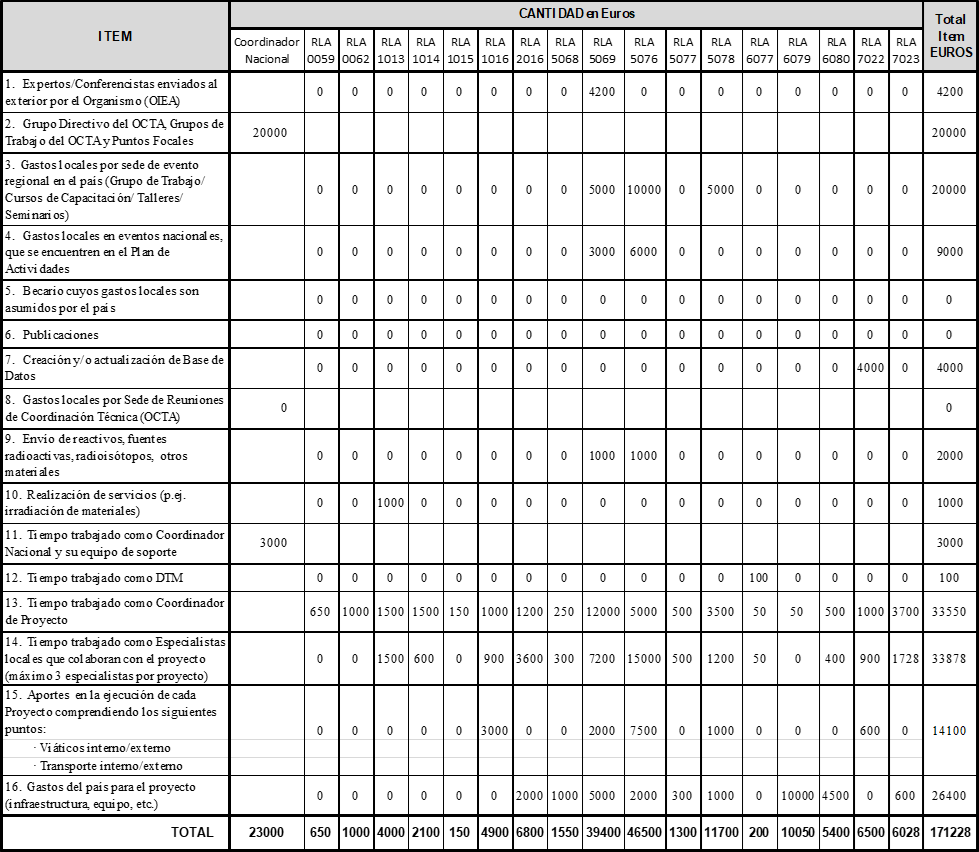 ITEM
CANTIDAD en Euros
Total Item EUROS
Coordinador Nacional
RLA 0059
RLA 0062
RLA 1013
RLA 1014
RLA 1015
RLA 1016
RLA 2016
RLA 5068
RLA 5069
RLA 5076
RLA 5077
RLA 5078
RLA 6077
RLA 6079
RLA 6080
RLA 7022
RLA 7023
1. Expertos/Conferencistas enviados al
exterior por el Organismo (OIEA)
0 0 0 0 0 0 0 0 4200 0 0 0 0 0 0 0 0 4200
2. Grupo Directivo del OCTA, Grupos de
Trabajo del OCTA y Puntos Focales
20000 20000
3. Gastos locales por sede de evento
regional en el país (Grupo de Trabajo/
Cursos de Capacitación/ Talleres/
Seminarios)
0 0 0 0 0 0 0 0 5000 10000 0 5000 0 0 0 0 0 20000
4. Gastos locales en eventos nacionales,
que se encuentren en el Plan de
Actividades
0 0 0 0 0 0 0 0 3000 6000 0 0 0 0 0 0 0 9000
5. Becario cuyos gastos locales son
asumidos por el país
0 0 0 0 0 0 0 0 0 0 0 0 0 0 0 0 0 0
6. Publicaciones
0 0 0 0 0 0 0 0 0 0 0 0 0 0 0 0 0 0
7. Creación y/o actualización de Base de
Datos
0 0 0 0 0 0 0 0 0 0 0 0 0 0 0 4000 0 4000
8. Gastos locales por Sede de Reuniones
de Coordinación Técnica (OCTA)
0 0
9. Envío de reactivos, fuentes
radioactivas, radioisótopos, otros
materiales
0 0 0 0 0 0 0 0 1000 1000 0 0 0 0 0 0 0 2000
10. Realización de servicios (p.ej.
irradiación de materiales)
0 0 1000 0 0 0 0 0 0 0 0 0 0 0 0 0 0 1000
11. Tiempo trabajado como Coordinador
Nacional y su equipo de soporte
3000 3000
12. Tiempo trabajado como DTM
0 0 0 0 0 0 0 0 0 0 0 0 100 0 0 0 0 100
13. Tiempo trabajado como Coordinador
de Proyecto
650 1000 1500 1500 150 1000 1200 250 12000 5000 500 3500 50 50 500 1000 3700 33550
14. Tiempo trabajado como Especialistas
locales que colaboran con el proyecto
(máximo 3 especialistas por proyecto)
0 0 1500 600 0 900 3600 300 7200 15000 500 1200 50 0 400 900 1728 33878
15. Aportes en la ejecución de cada
Proyecto comprendiendo los siguientes
puntos:
· Viáticos interno/externo
· Transporte interno/externo
0 0 0 0 0 3000 0 0 2000 7500 0 1000 0 0 0 600 0 14100
16. Gastos del país para el proyecto
(infraestructura, equipo, etc.)
0 0 0 0 0 0 2000 1000 5000 2000 300 1000 0 10000 4500 0 600 26400
TOTAL 23000 650 1000 4000 2100 150 4900 6800 1550 39400 46500 1300 11700 200 10050 5400 6500 6028 171228